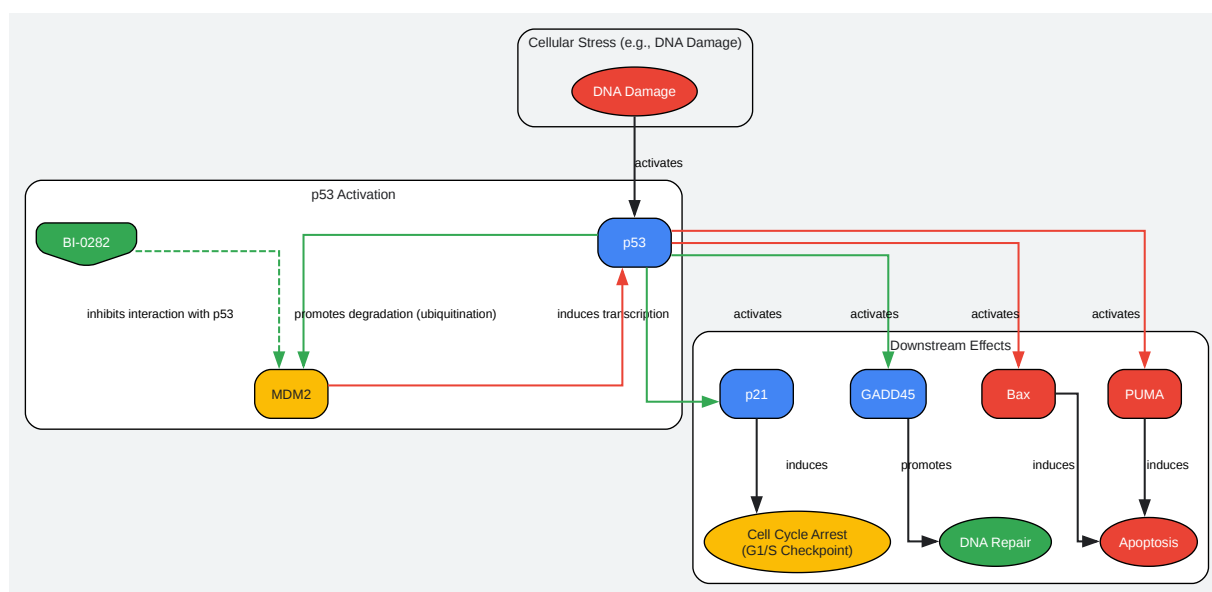 Cellular Stress (e.g., DNA Damage)
DNA Damage
activates
p53 Activation
BI-0282
p53
inhibits interaction with p53
promotes degradation (ubiquitination)
induces transcription
activates
activates
activates
activates
Downstream Effects
MDM2
p21
GADD45
Bax
PUMA
induces
promotes
induces
induces
Cell Cycle Arrest
(G1/S Checkpoint)
DNA Repair
Apoptosis